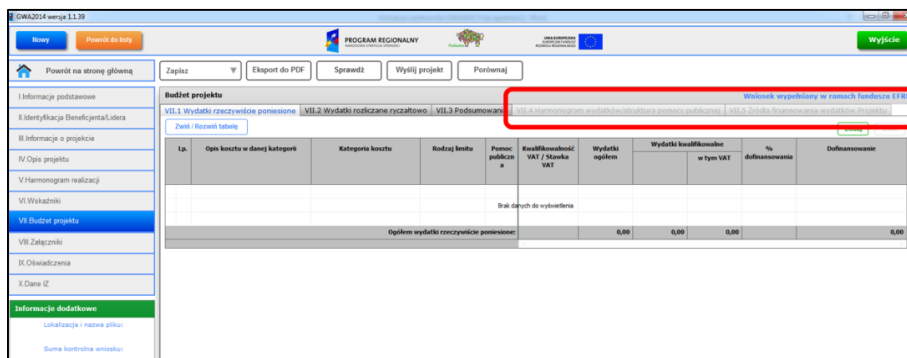 GWA2014 wersja 1.1.39
Nowy
Powrót do listy
PROGRAM REGIONALNY
NARODOWA STRATEGIA SPÓJNOŚCI
UNIA EUROPEJSKA
Wyjście
Powrót na stronę główną
Zapisz
Eksport do PDF
Sprawdź
Wyślij projekt
Porównaj
I.Informacje podstawowe
II.Identyfikacja Beneficjenta/Lidera
III.Informacje o projekcie
IV.Opis projektu
V.Harmonogram realizacji
VI.Wskaźniki
VII.Budżet projektu
VIII.Załączniki
IX.Oświadczenia
X.Dane IZ
Informacje dodatkowe
Lokalizacja i nazwa pliku:
Suma kontrolna wniosku:
Budżet projektu
Wniosek wypełniony w ramach funduszu EFR
VII.1 Wydatki rzeczywiście poniesione
VII.2 Wydatki rozliczane ryczałtowo
VII.3 Podsumowanie
VII.4 Harmonogram wydatków/struktura pomocy publicznej
VII.5 Źródła finansowania wydatków Projektu
Zwiń / Rozwiń tabelę
Lp.
Opis kosztu w danej kategorii
Kategoria kosztu
Rodzaj limitu
Pomoc publiczna
Kwalifikowalność VAT / Stawka VAT
Wydatki ogółem
Wydatki kwalifikowalne
w tym VAT
% dofinansowania
Dofinansowanie
Brak danych do wyświetlenia
Ogółem wydatki rzeczywiście poniesione:
0,00
0,00
0,00
0,00